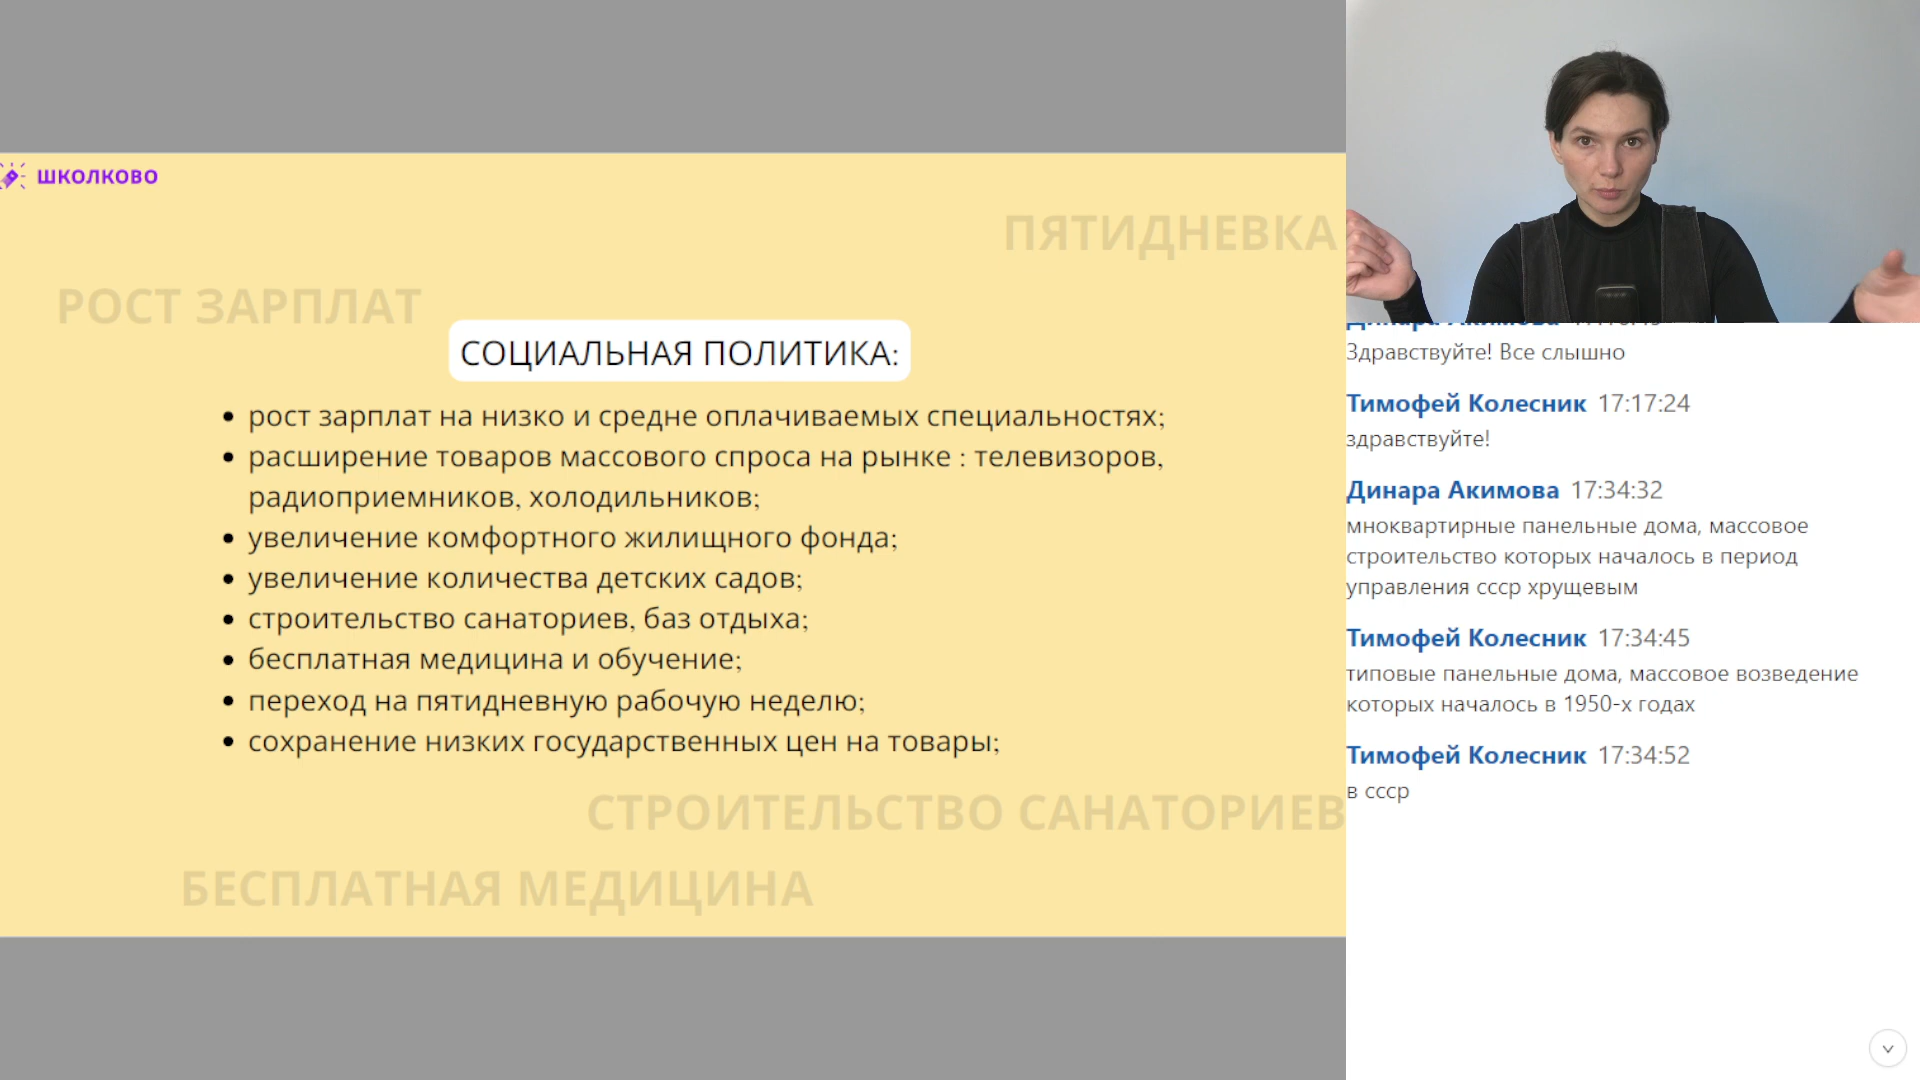 ШКОЛКОВО
ПЯТИДНЕВКА
РОСТ ЗАРПЛАТ
СОЦИАЛЬНАЯ ПОЛИТИКА:
• рост зарплат на низко и средне оплачиваемых специальностях;
• расширение товаров массового спроса на рынке : телевизоров,
радиоприемников, холодильников;
• увеличение комфортного жилищного фонда;
• увеличение количества детских садов;
• строительство санаториев, баз отдыха;
• бесплатная медицина и обучение;
• переход на пятидневную рабочую неделю;
• сохранение низких государственных цен на товары;
СТРОИТЕЛЬСТВО САНАТОРИЕВ
БЕСПЛАТНАЯ МЕДИЦИНА
Динара Акимова
Здравствуйте! Все слышно
Тимофей Колесник 17:17:24
здравствуйте!
Динара Акимова 17:34:32
мноквартирные панельные дома, массовое
строительство которых началось в период
управления ссср хрущевым
Тимофей Колесник 17:34:45
типовые панельные дома, массовое возведение
которых началось в 1950-х годах
Тимофей Колесник 17:34:52
в ссср